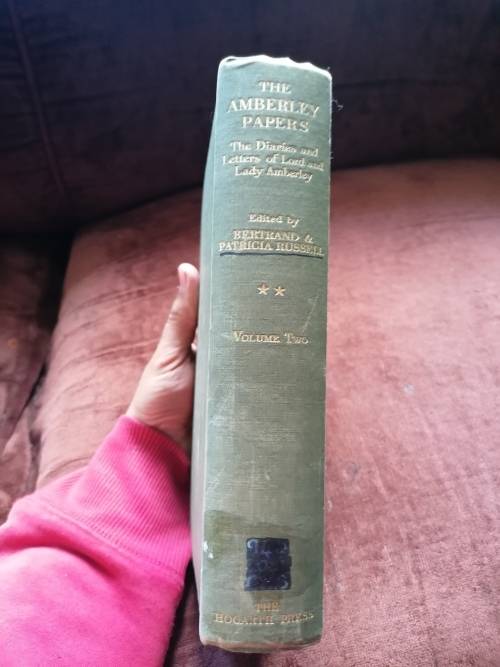 THE
AMBERLEY
PAPERS
The Diaries and
Letters of Lord and
Lady Amberley
Edited by
BERTRAND &
PATRICIA RUSSELL
VOLUME TWO
THE
HOGARTH PRESS